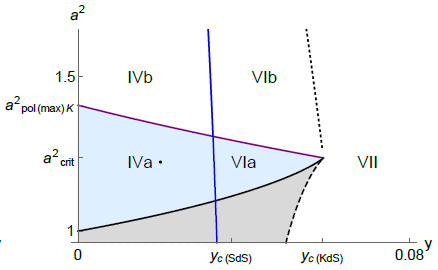 a²
1.5
IVb
VIb
a²pol(max)K
a²crit
IVa
VIa
VII
1
0
yc(SdS)
yc(KdS)
0.08
y